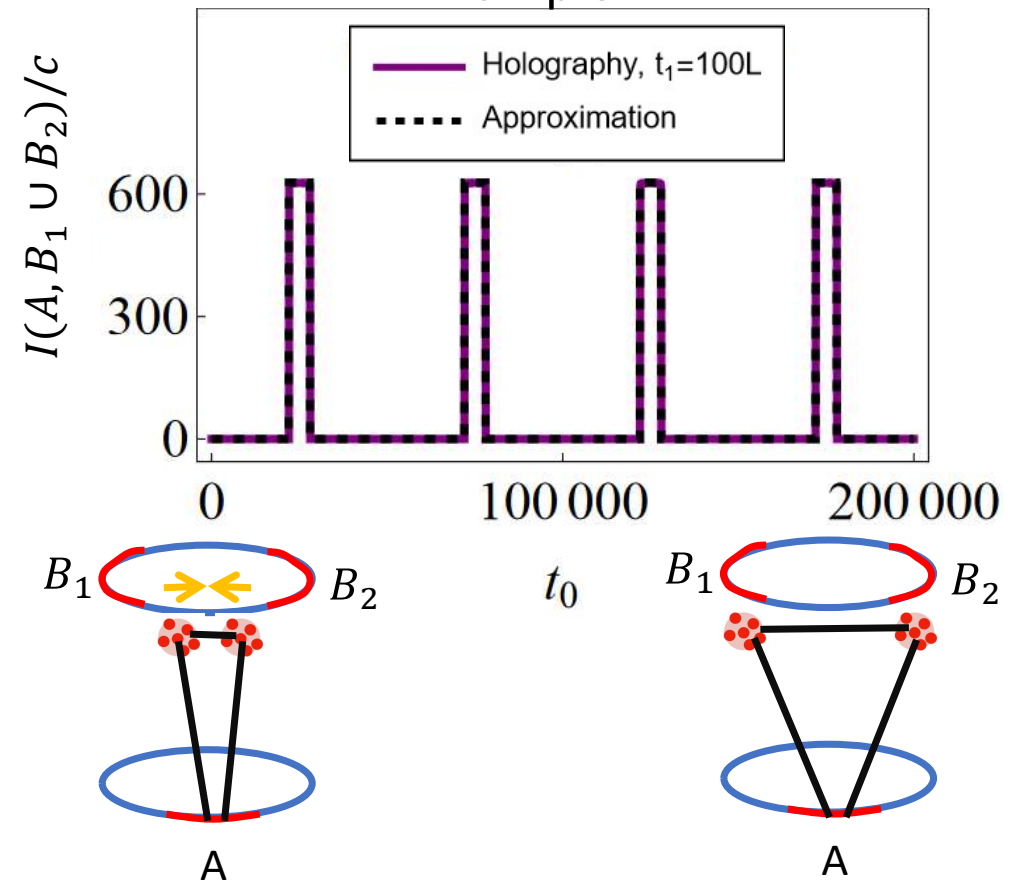 Holography, t₁=100L
Approximation
I(A, B₁ ∪ B₂)/c
600
300
0
0 100 000 200 000
t₀
B₁ B₂ B₁ B₂
A A